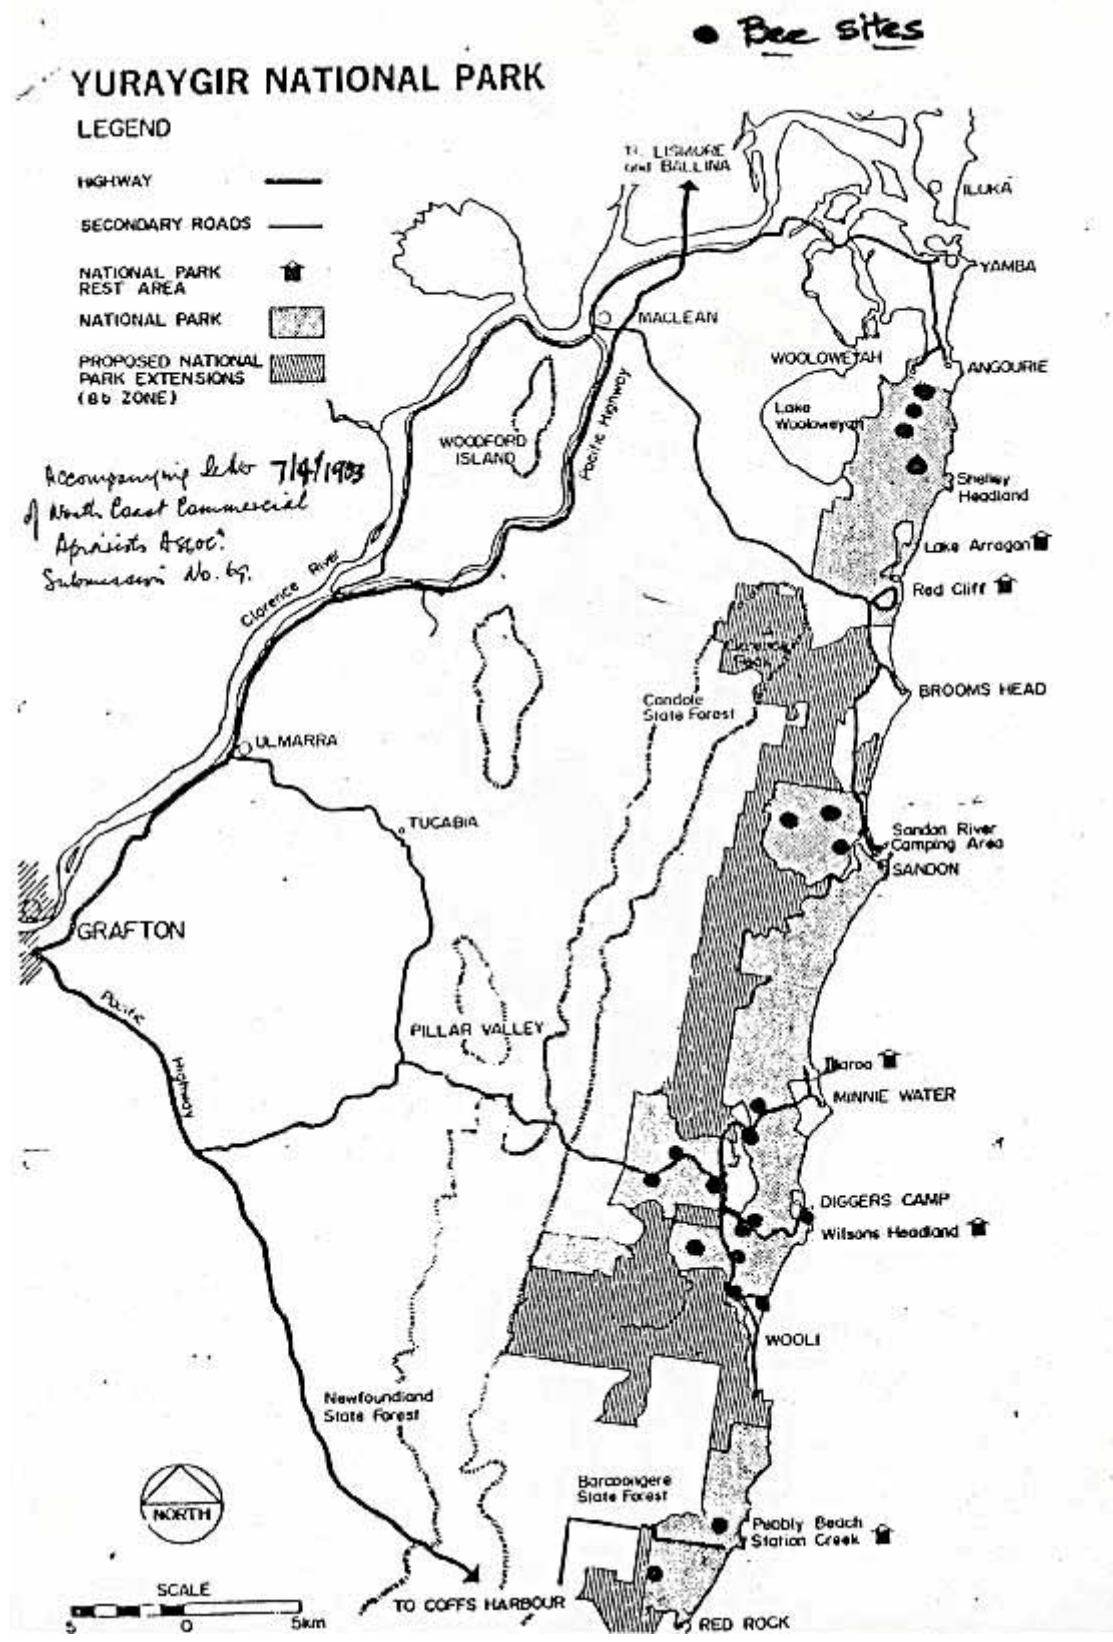 Bee sites
YURAYGIR NATIONAL PARK
LEGEND
HIGHWAY
SECONDARY ROADS
NATIONAL PARK
REST AREA
NATIONAL PARK
PROPOSED NATIONAL
PARK EXTENSIONS
(8b ZONE)
Accompanying letter 7/4/1983
of North Coast Commercial
Apiarists Assoc.
Submission No. 69.
TO LISMORE
and BALLINA
ILUKA
YAMBA
MACLEAN
WOOLOWEYAH
ANGOURIE
Lake
Wooloweyah
WOODFORD
ISLAND
Pacific Highway
Shelley
Headland
Lake Arragan
Red Cliff
Clarence River
Clarence
Peak
Candole
State Forest
BROOMS HEAD
ULMARRA
TUCABIA
Sandon River
Camping Area
SANDON
GRAFTON
Pacific
Highway
PILLAR VALLEY
Illaroo
MINNIE WATER
DIGGERS CAMP
Wilsons Headland
WOOLI
Newfoundland
State Forest
Barcoongere
State Forest
Pebbly Beach
Station Creek
NORTH
SCALE
5 0 5km
TO COFFS HARBOUR
RED ROCK